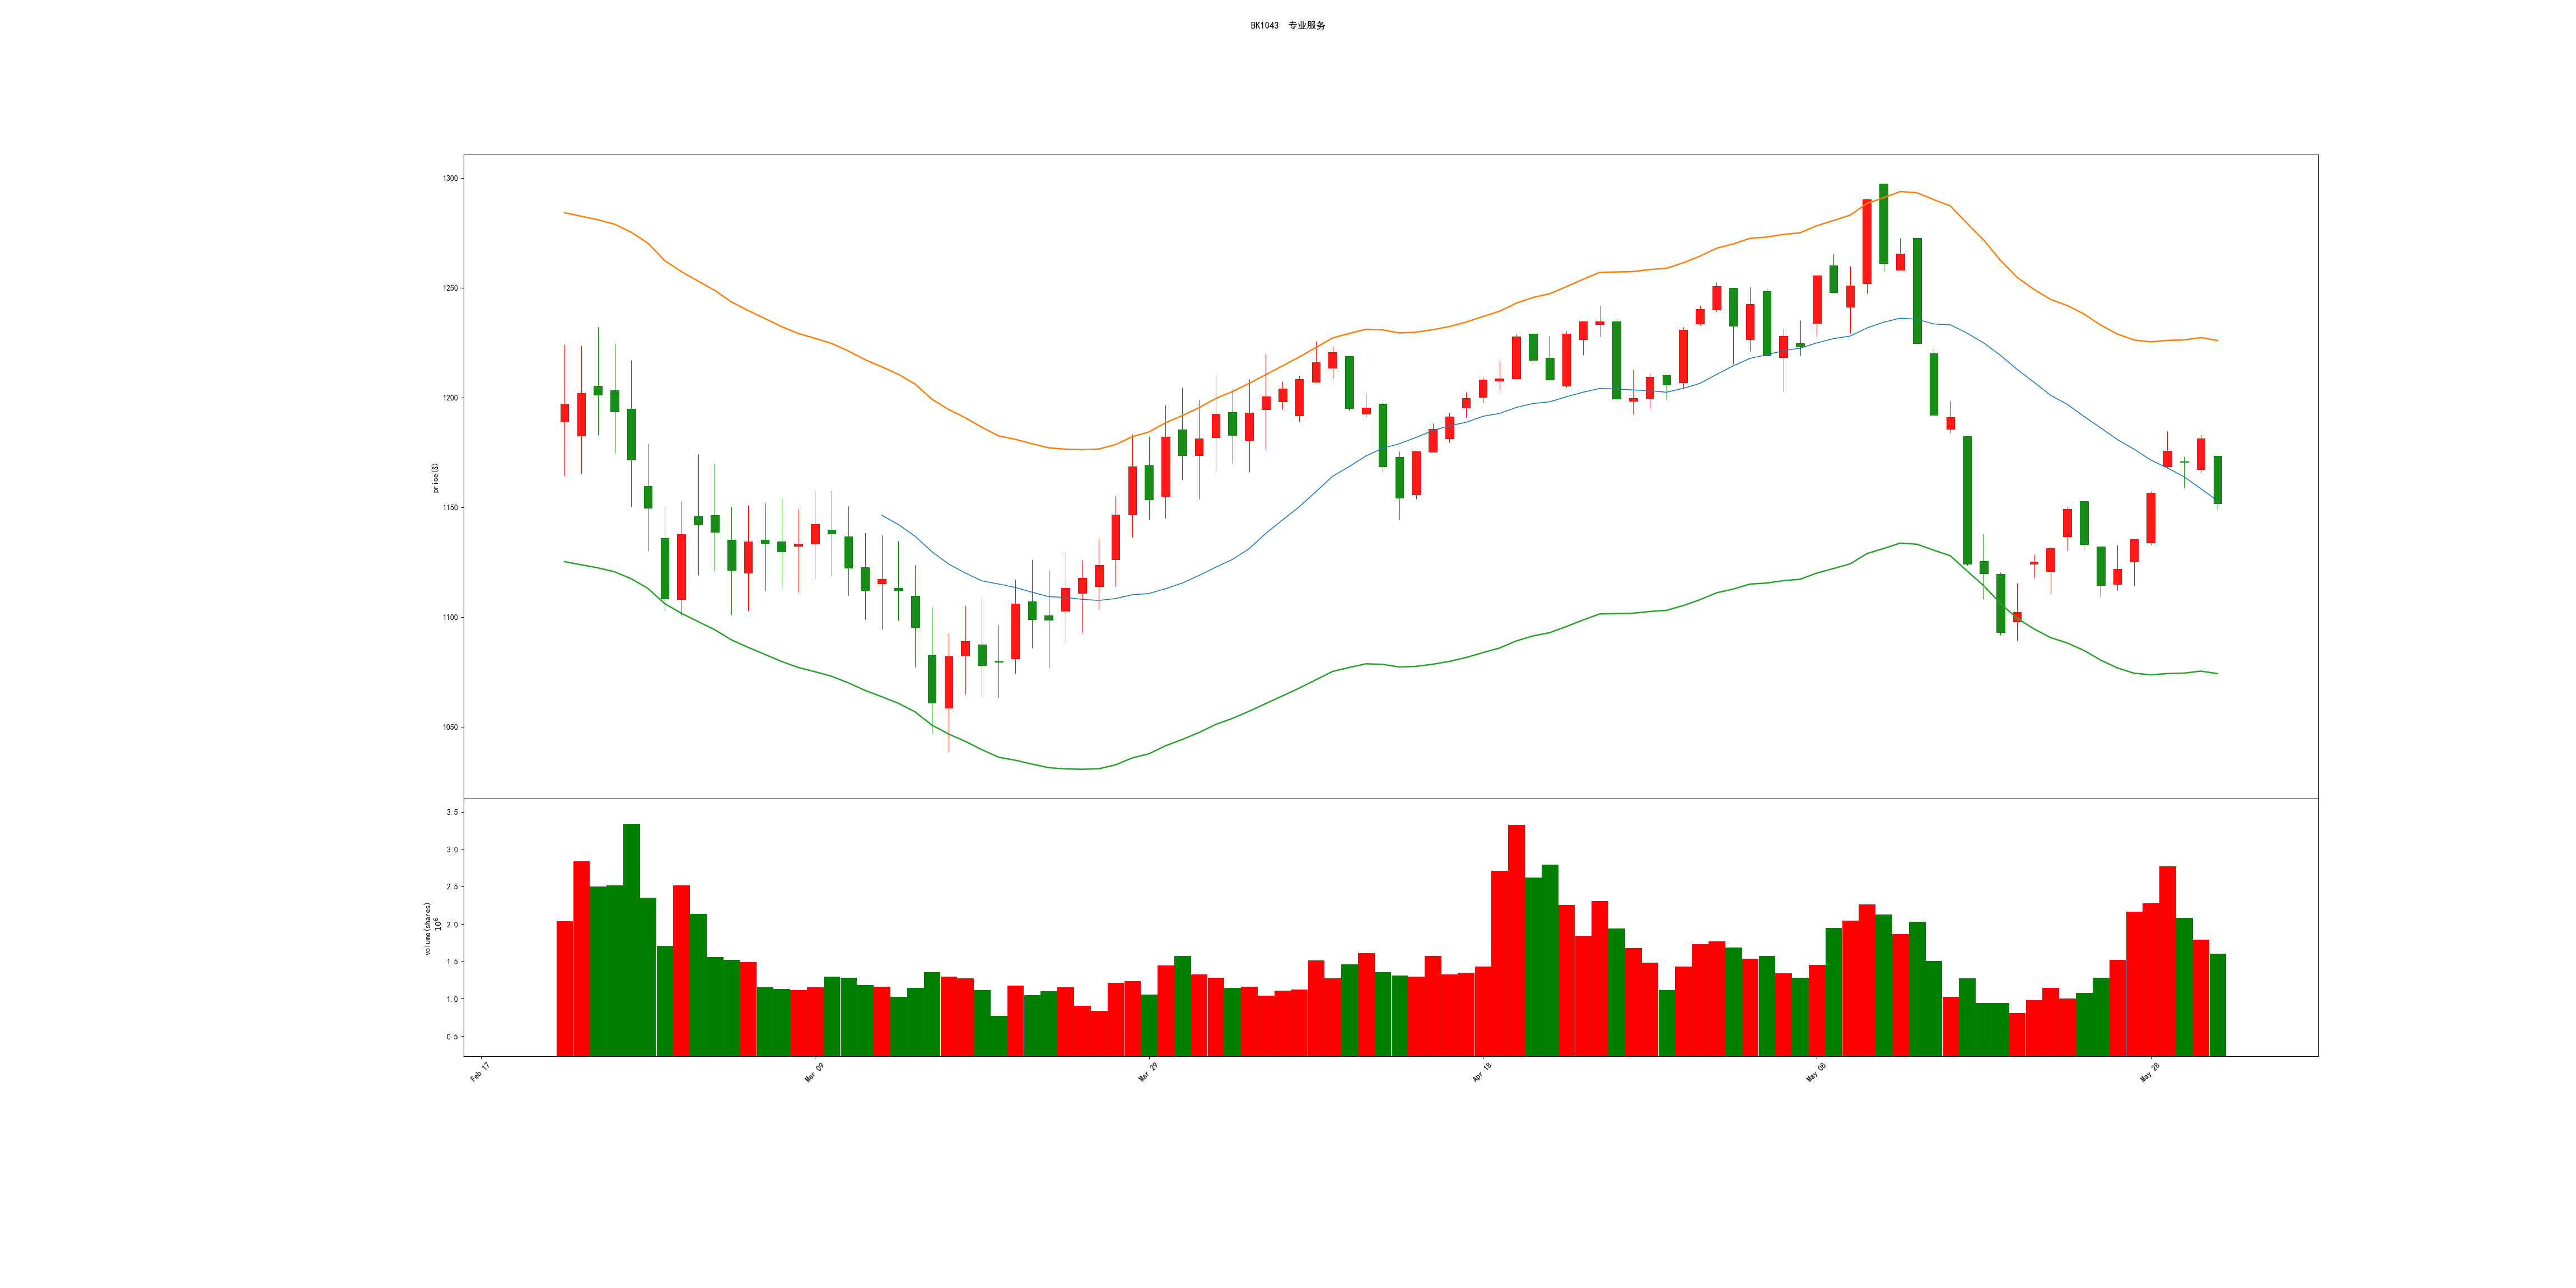 BK1043 专业服务
1300
1250
1200
1150
1100
1050
price($)
3.5
3.0
2.5
2.0
1.5
1.0
0.5
volume(shares)
10^6
Feb 17
Mar 09
Mar 29
Apr 18
May 08
May 28